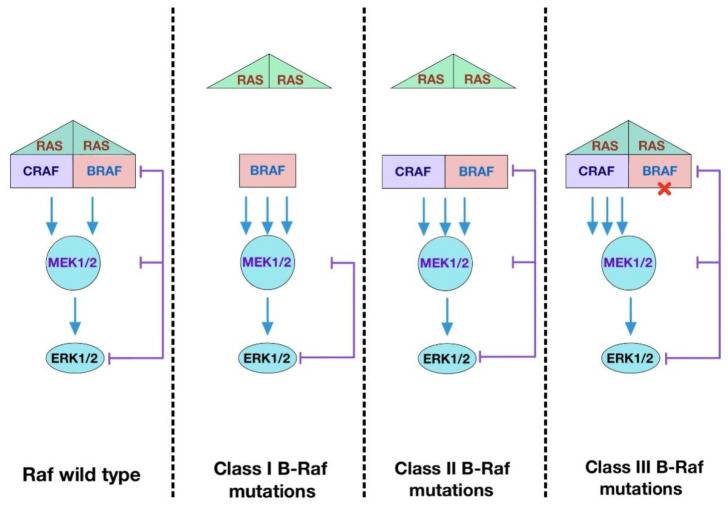 RAS RAS
CRAF BRAF
MEK1/2
ERK1/2
Raf wild type
RAS RAS
BRAF
MEK1/2
ERK1/2
Class I B-Raf
mutations
RAS RAS
CRAF BRAF
MEK1/2
ERK1/2
Class II B-Raf
mutations
RAS RAS
CRAF BRAF
MEK1/2
ERK1/2
Class III B-Raf
mutations